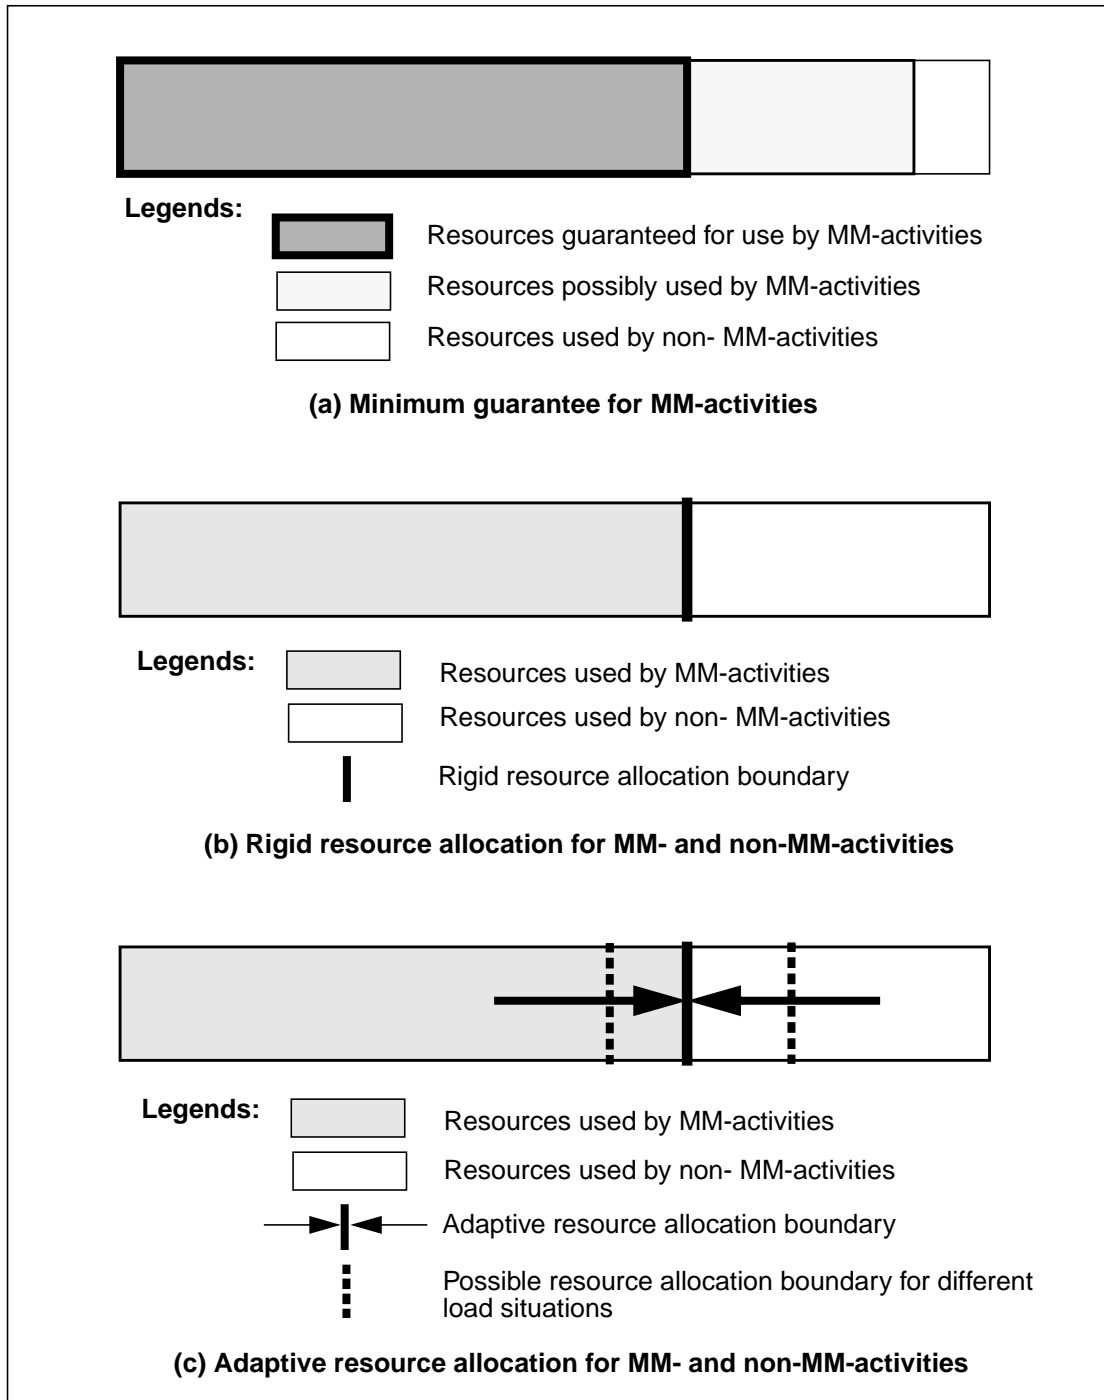 Legends:
Resources guaranteed for use by MM-activities
Resources possibly used by MM-activities
Resources used by non- MM-activities
(a) Minimum guarantee for MM-activities
Legends:
Resources used by MM-activities
Resources used by non- MM-activities
Rigid resource allocation boundary
(b) Rigid resource allocation for MM- and non-MM-activities
Legends:
Resources used by MM-activities
Resources used by non- MM-activities
Adaptive resource allocation boundary
Possible resource allocation boundary for different
load situations
(c) Adaptive resource allocation for MM- and non-MM-activities